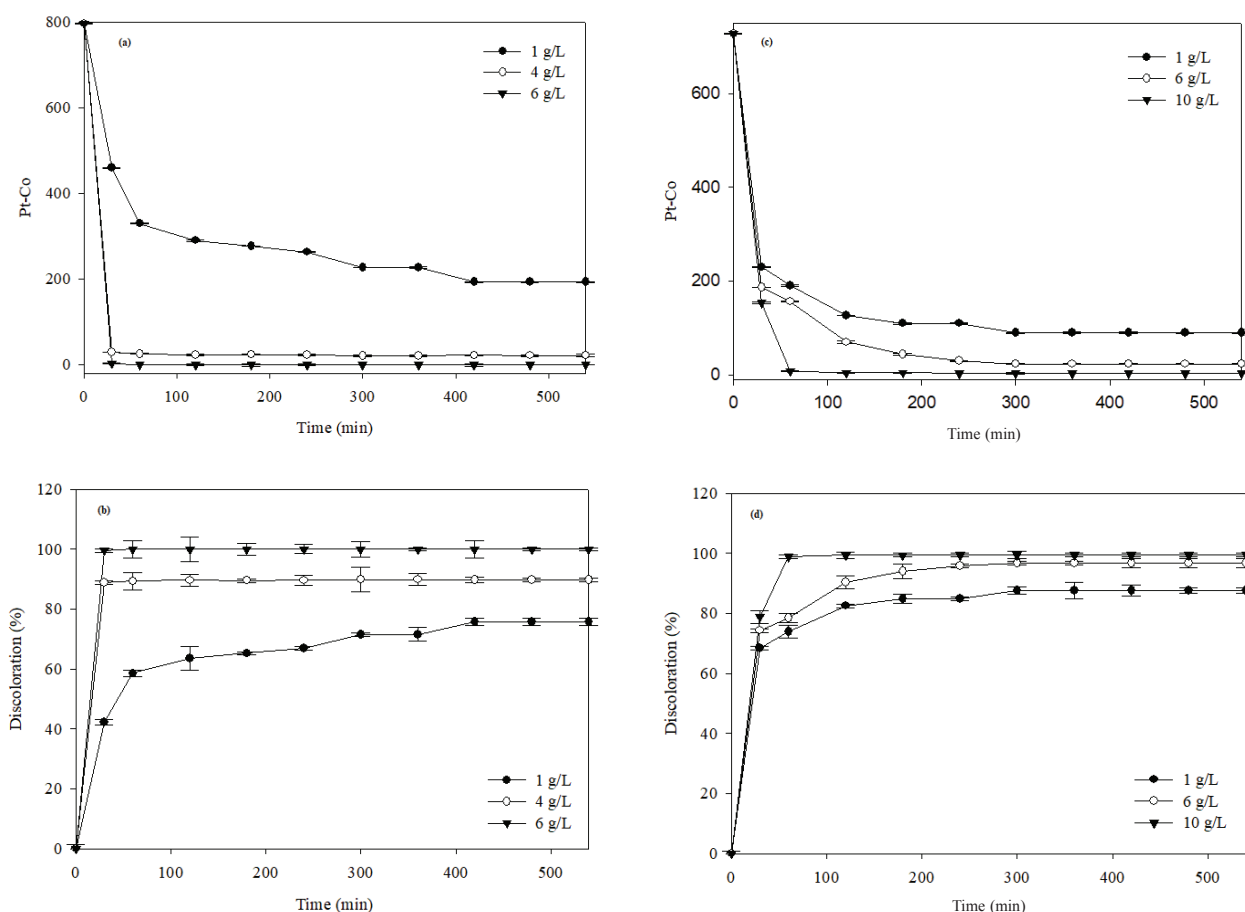 (a)
800
600
400
200
0
Pt-Co
1 g/L
4 g/L
6 g/L
0 100 200 300 400 500
Time (min)
(c)
600
400
200
0
Pt-Co
1 g/L
6 g/L
10 g/L
0 100 200 300 400 500
Time (min)
(b)
120
100
80
60
40
20
0
Discoloration (%)
1 g/L
4 g/L
6 g/L
0 100 200 300 400 500
Time (min)
(d)
120
100
80
60
40
20
0
Discoloration (%)
1 g/L
6 g/L
10 g/L
0 100 200 300 400 500
Time (min)